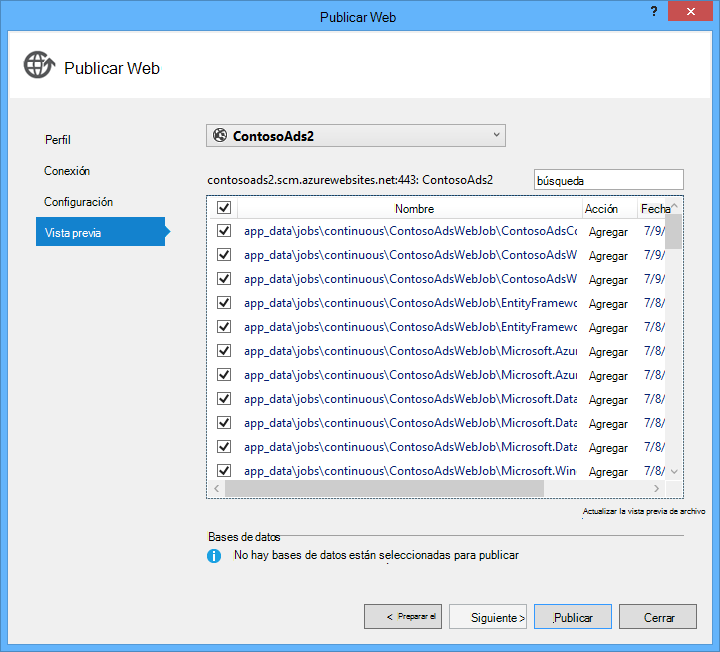 Publicar Web
?
Publicar Web
Perfil
Conexión
Configuración
Vista previa
ContosoAds2
contosoads2.scm.azurewebsites.net:443: ContosoAds2
búsqueda
Nombre Acción Fecha
app_data\jobs\continuous\ContosoAdsWebJob\ContosoAdsCo Agregar 7/9/
app_data\jobs\continuous\ContosoAdsWebJob\ContosoAdsW Agregar 7/9/
app_data\jobs\continuous\ContosoAdsWebJob\ContosoAdsW Agregar 7/9/
app_data\jobs\continuous\ContosoAdsWebJob\EntityFramewo Agregar 7/8/
app_data\jobs\continuous\ContosoAdsWebJob\EntityFramewo Agregar 7/8/
app_data\jobs\continuous\ContosoAdsWebJob\Microsoft.Azur Agregar 7/8/
app_data\jobs\continuous\ContosoAdsWebJob\Microsoft.Azur Agregar 7/8/
app_data\jobs\continuous\ContosoAdsWebJob\Microsoft.Data Agregar 7/8/
app_data\jobs\continuous\ContosoAdsWebJob\Microsoft.Data Agregar 7/8/
app_data\jobs\continuous\ContosoAdsWebJob\Microsoft.Data Agregar 7/8/
app_data\jobs\continuous\ContosoAdsWebJob\Microsoft.Win Agregar 7/8/
Actualizar la vista previa de archivo
Bases de datos
No hay bases de datos están seleccionadas para publicar
< Preparar el
Siguiente >
Publicar
Cerrar